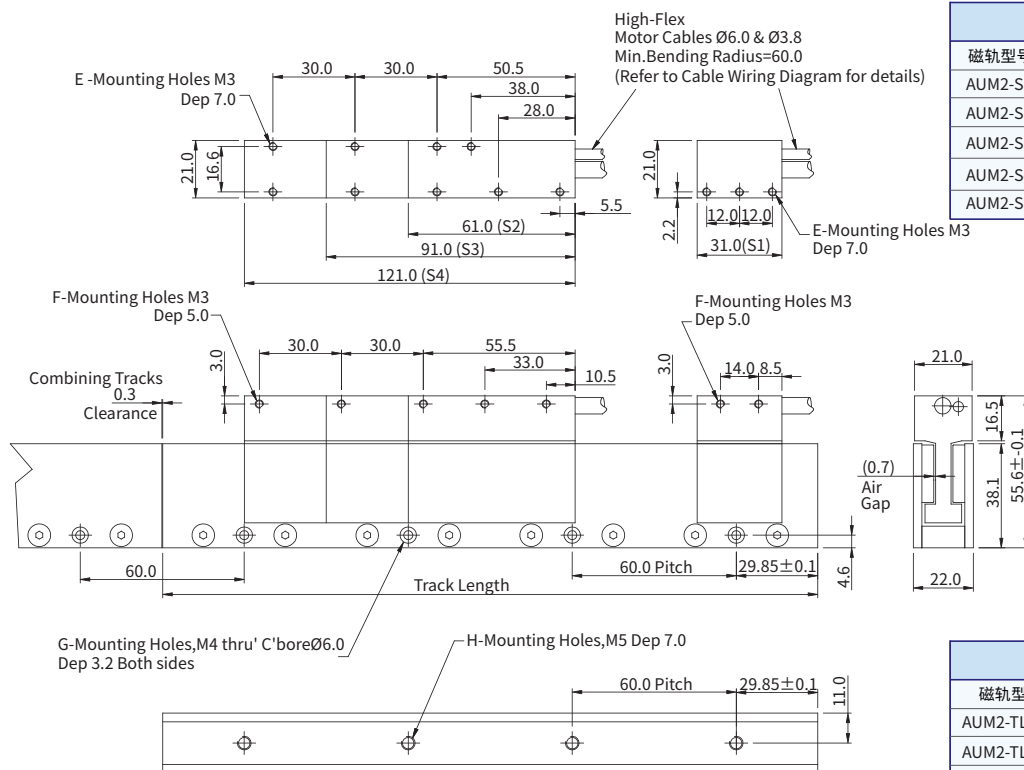 High-Flex
Motor Cables Ø6.0 & Ø3.8
Min.Bending Radius=60.0
(Refer to Cable Wiring Diagram for details)
E -Mounting Holes M3
Dep 7.0
30.0
30.0
50.5
38.0
28.0
21.0
16.6
5.5
61.0 (S2)
91.0 (S3)
121.0 (S4)
21.0
2.2
12.0
12.0
31.0(S1)
E-Mounting Holes M3
Dep 7.0
磁轨型号
AUM2-S
AUM2-S
AUM2-S
AUM2-S
AUM2-S
F-Mounting Holes M3
Dep 5.0
3.0
30.0
30.0
55.5
33.0
10.5
Combining Tracks
0.3
Clearance
F-Mounting Holes M3
Dep 5.0
3.0
14.0
8.5
21.0
16.5
38.1
55.6±-0.1
(0.7)
Air
Gap
22.0
60.0
Track Length
60.0 Pitch
29.85±0.1
4.6
G-Mounting Holes,M4 thru' C'boreØ6.0
Dep 3.2 Both sides
H-Mounting Holes,M5 Dep 7.0
60.0 Pitch
29.85±0.1
11.0
磁轨型
AUM2-TL
AUM2-TL